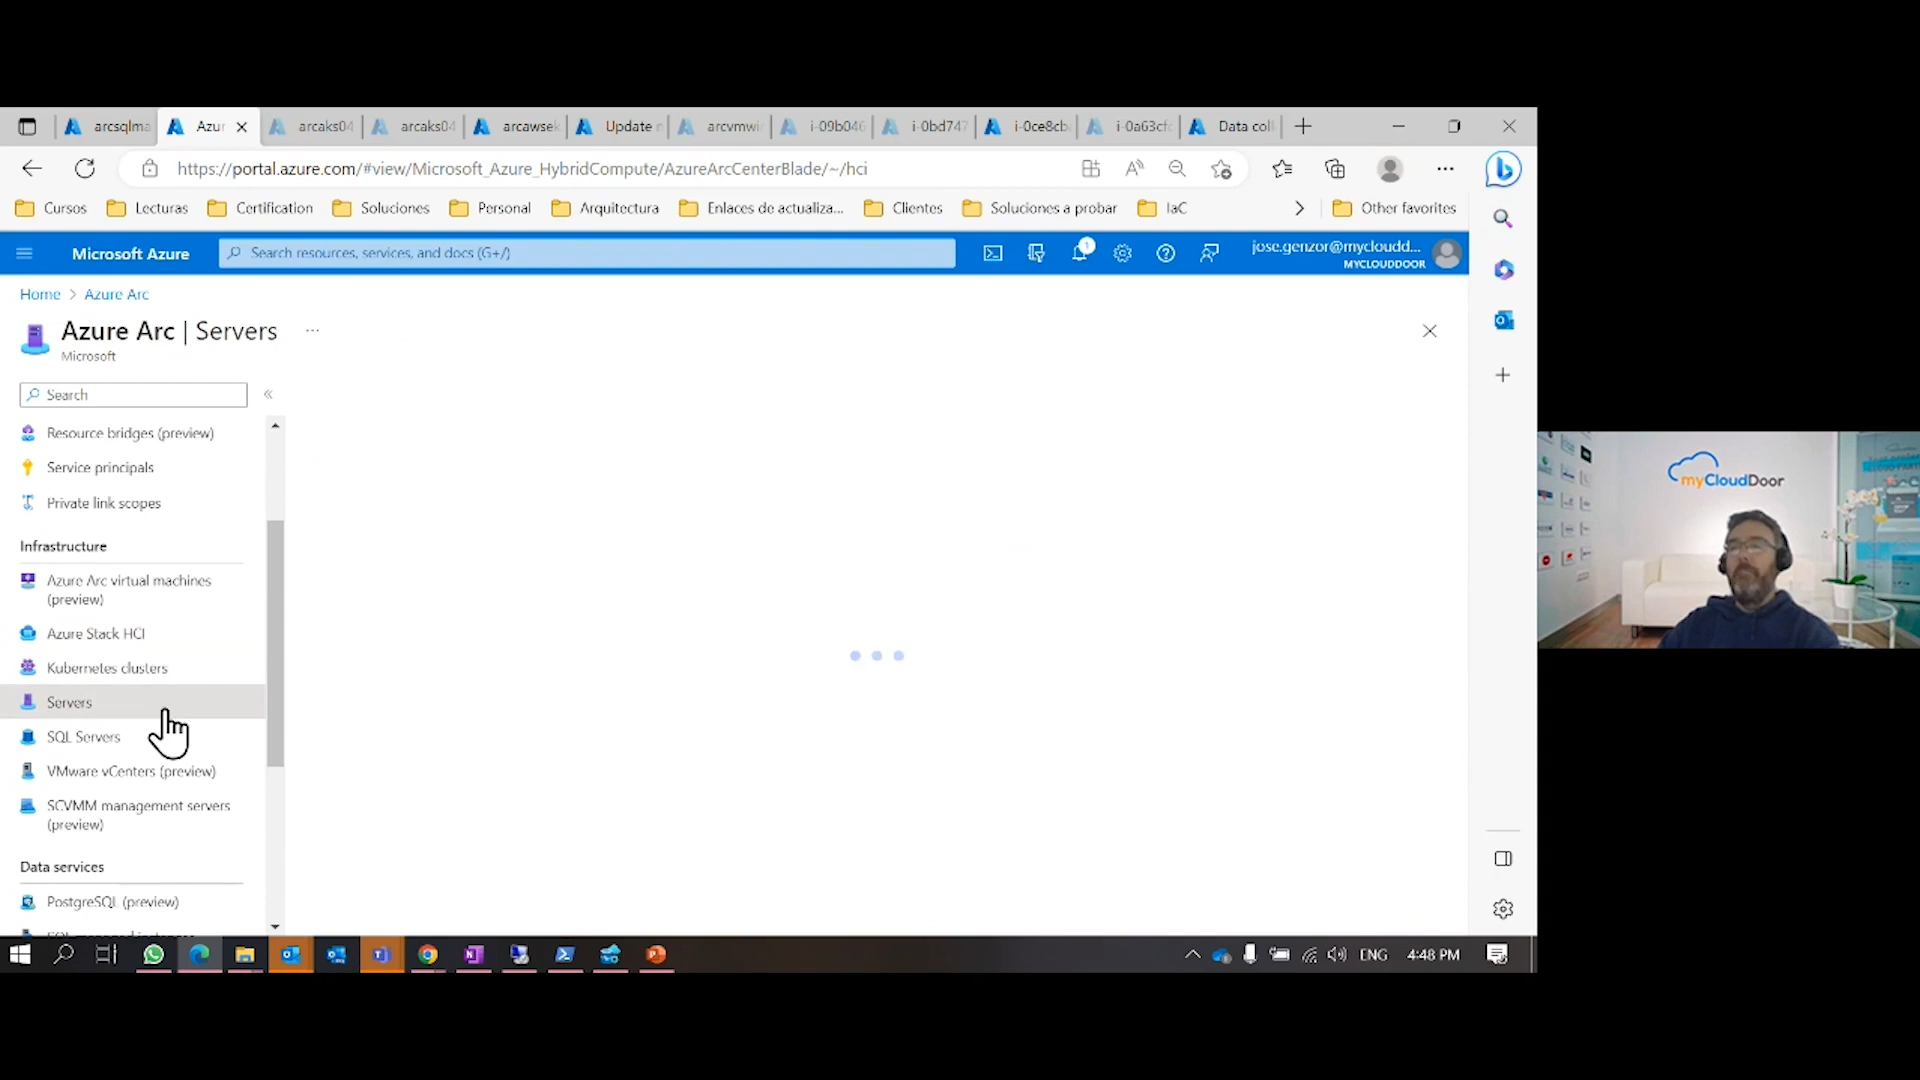 arcsqlma
Azur
arcaks04
arcaks04
arcawsek
Update
arcvmwi
i-09b046
i-0bd747
i-0ce8cb
i-0a63cf
Data coll
https://portal.azure.com/#view/Microsoft_Azure_HybridCompute/AzureArcCenterBlade/~/hci
Cursos
Lecturas
Certification
Soluciones
Personal
Arquitectura
Enlaces de actualiza...
Clientes
Soluciones a probar
IaC
Other favorites
Microsoft Azure
Search resources, services, and docs (G+/)
1
jose.genzor@mycloudd...
MYCLOUDDOOR
Home > Azure Arc
Azure Arc | Servers ...
Microsoft
Search
Resource bridges (preview)
Service principals
Private link scopes
Infrastructure
Azure Arc virtual machines
(preview)
Azure Stack HCI
Kubernetes clusters
Servers
SQL Servers
VMware vCenters (preview)
SCVMM management servers
(preview)
Data services
PostgreSQL (preview)
ENG
4:48 PM
myCloudDoor